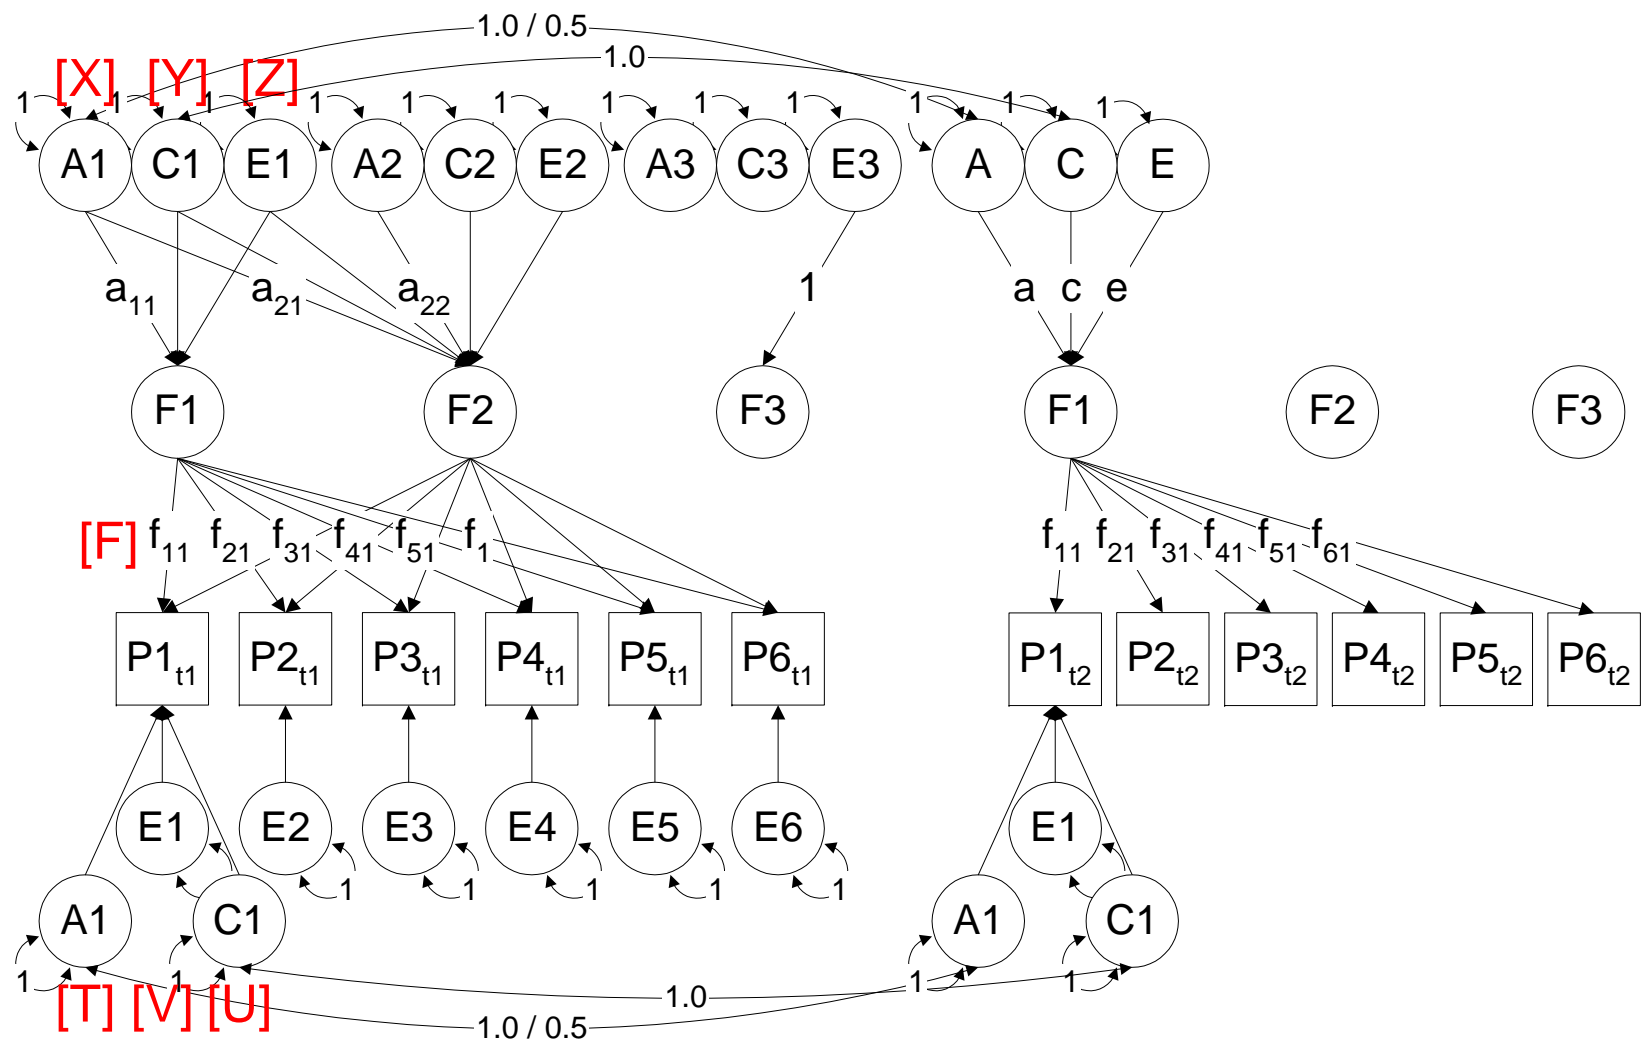 1.0 / 0.5
1.0
[X] [Y] [Z]
1 1 1 1 1 1 1 1 1 1 1 1
A1 C1 E1 A2 C2 E2 A3 C3 E3 A C E
a11 a21 a22 1 a c e
F1 F2 F3 F1 F2 F3
[F] f11 f21 f31 f41 f51 f1 f11 f21 f31 f41 f51 f61
P1t1 P2t1 P3t1 P4t1 P5t1 P6t1 P1t2 P2t2 P3t2 P4t2 P5t2 P6t2
E1 E2 E3 E4 E5 E6 E1
1 1 1 1 1
A1 C1 A1 C1
1 1 1 1
[T] [V] [U]
1.0
1.0 / 0.5